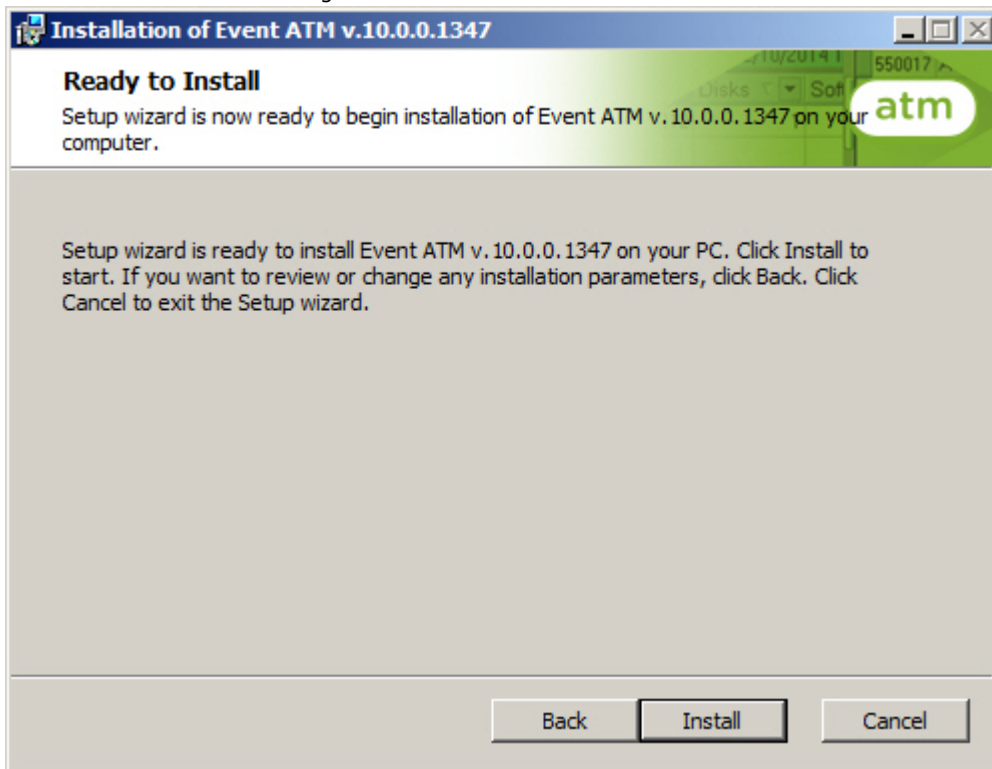 Installation of Event ATM v.10.0.0.1347
Ready to Install
Setup wizard is now ready to begin installation of Event ATM v.10.0.0.1347 on your
computer.
550017
Disks
atm
Setup wizard is ready to install Event ATM v.10.0.0.1347 on your PC. Click Install to
start. If you want to review or change any installation parameters, click Back. Click
Cancel to exit the Setup wizard.
Back
Install
Cancel